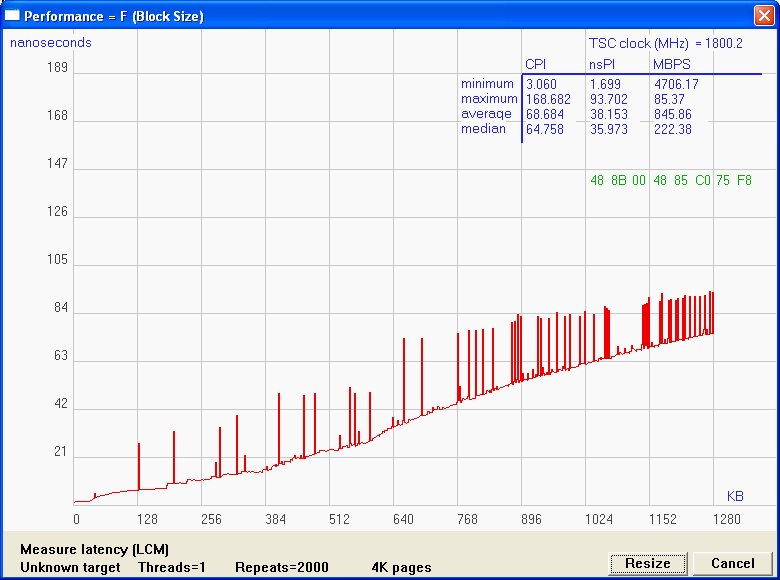 Performance = F (Block Size)
nanoseconds
TSC clock (MHz) = 1800.2
CPI nsPI MBPS
minimum 3.060 1.699 4706.17
maximum 168.682 93.702 85.37
average 68.684 38.153 845.86
median 64.758 35.973 222.38
48 8B 00 48 85 C0 75 F8
189
168
147
126
105
84
63
42
21
KB
0 128 256 384 512 640 768 896 1024 1152 1280
Measure latency (LCM)
Unknown target Threads=1 Repeats=2000 4K pages
Resize Cancel